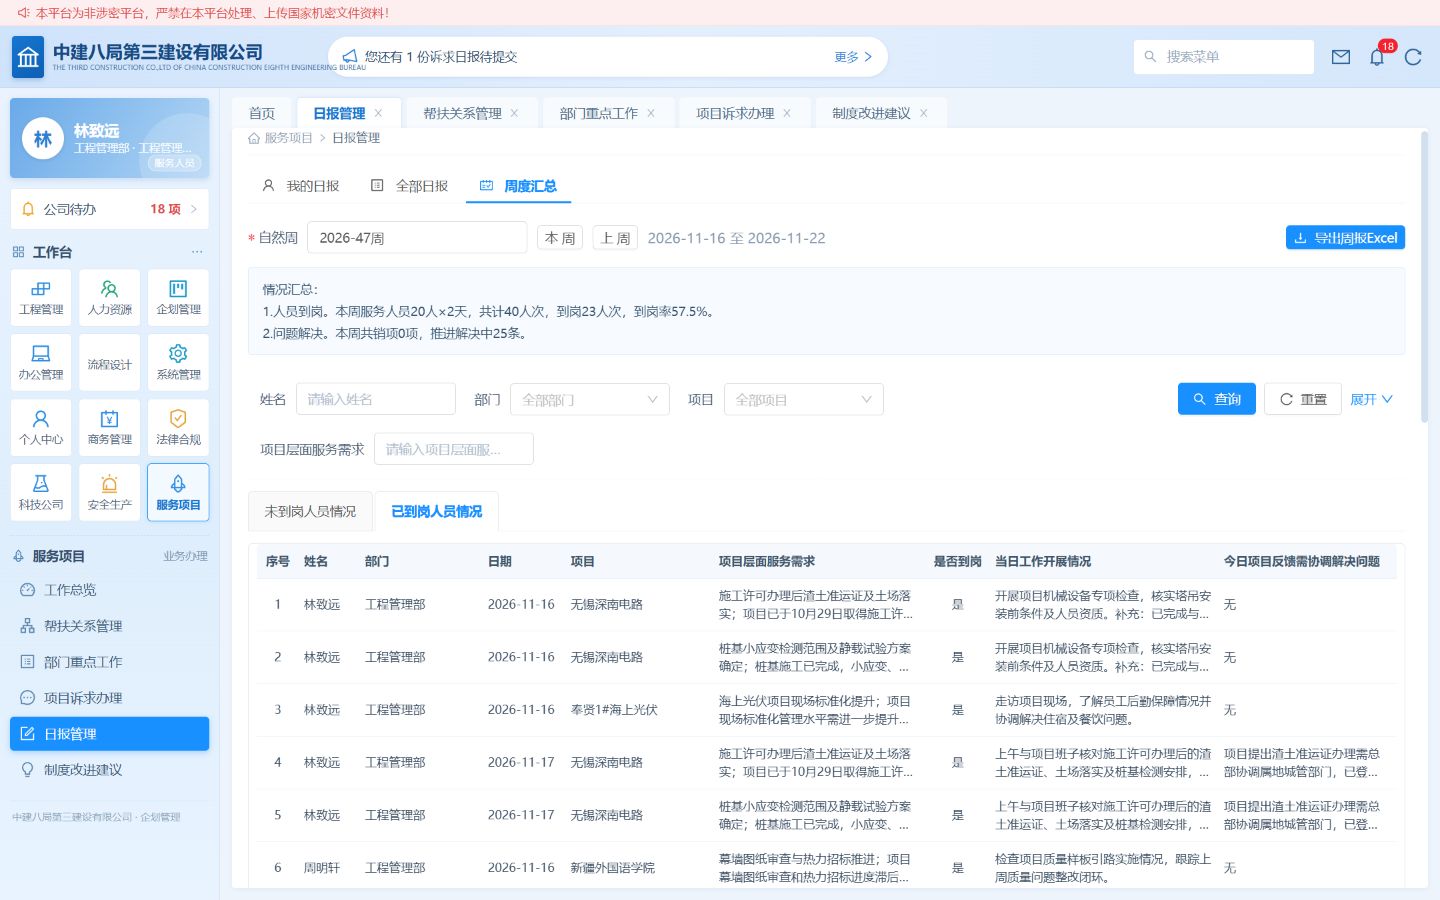 本平台为非涉密平台，严禁在本平台处理、上传国家机密文件资料！
中建八局第三建设有限公司
THE THIRD CONSTRUCTION CO.,LTD OF CHINA CONSTRUCTION EIGHTH ENGINEERING BUREAU
您还有 1 份诉求日报待提交
更多
搜索菜单
18
林
林致远
工程管理部 · 工程管理...
服务人员
公司待办
18 项
工作台
工程管理
人力资源
企划管理
办公管理
流程设计
系统管理
个人中心
商务管理
法律合规
科技公司
安全生产
服务项目
服务项目
业务办理
工作总览
帮扶关系管理
部门重点工作
项目诉求办理
日报管理
制度改进建议
中建八局第三建设有限公司 · 企划管理
首页
日报管理
帮扶关系管理
部门重点工作
项目诉求办理
制度改进建议
服务项目 > 日报管理
我的日报
全部日报
周度汇总
* 自然周
2026-47周
本 周
上 周
2026-11-16 至 2026-11-22
导出周报Excel
情况汇总：
1.人员到岗。本周服务人员20人×2天，共计40人次，到岗23人次，到岗率57.5%。
2.问题解决。本周共销项0项，推进解决中25条。
姓名
请输入姓名
部门
全部部门
项目
全部项目
查询
重置
展开
项目层面服务需求
请输入项目层面服...
未到岗人员情况
已到岗人员情况
序号 姓名 部门 日期 项目 项目层面服务需求 是否到岗 当日工作开展情况 今日项目反馈需协调解决问题
1 林致远 工程管理部 2026-11-16 无锡深南电路 施工许可办理后渣土准运证及土场落 是 开展项目机械设备专项检查，核实塔吊安 无
实；项目已于10月29日取得施工许... 装前条件及人员资质。补充：已完成与...
2 林致远 工程管理部 2026-11-16 无锡深南电路 桩基小应变检测范围及静载试验方案 是 开展项目机械设备专项检查，核实塔吊安 无
确定；桩基施工已完成，小应变、... 装前条件及人员资质。补充：已完成与...
3 林致远 工程管理部 2026-11-16 奉贤1#海上光伏 海上光伏项目现场标准化提升；项目 是 走访项目现场，了解员工后勤保障情况并 无
现场标准化管理水平需进一步提升... 协调解决住宿及餐饮问题。
4 林致远 工程管理部 2026-11-17 无锡深南电路 施工许可办理后渣土准运证及土场落 是 上午与项目班子核对施工许可办理后的渣 项目提出渣土准运证办理需总
实；项目已于10月29日取得施工许... 土准运证、土场落实及桩基检测安排，... 部协调属地城管部门，已登...
5 林致远 工程管理部 2026-11-17 无锡深南电路 桩基小应变检测范围及静载试验方案 是 上午与项目班子核对施工许可办理后的渣 项目提出渣土准运证办理需总
确定；桩基施工已完成，小应变、... 土准运证、土场落实及桩基检测安排，... 部协调属地城管部门，已登...
6 周明轩 工程管理部 2026-11-16 新疆外国语学院 幕墙图纸审查与热力招标推进；项目 是 检查项目质量样板引路实施情况，跟踪上 无
幕墙图纸审查和热力招标进度滞后... 周质量问题整改闭环。